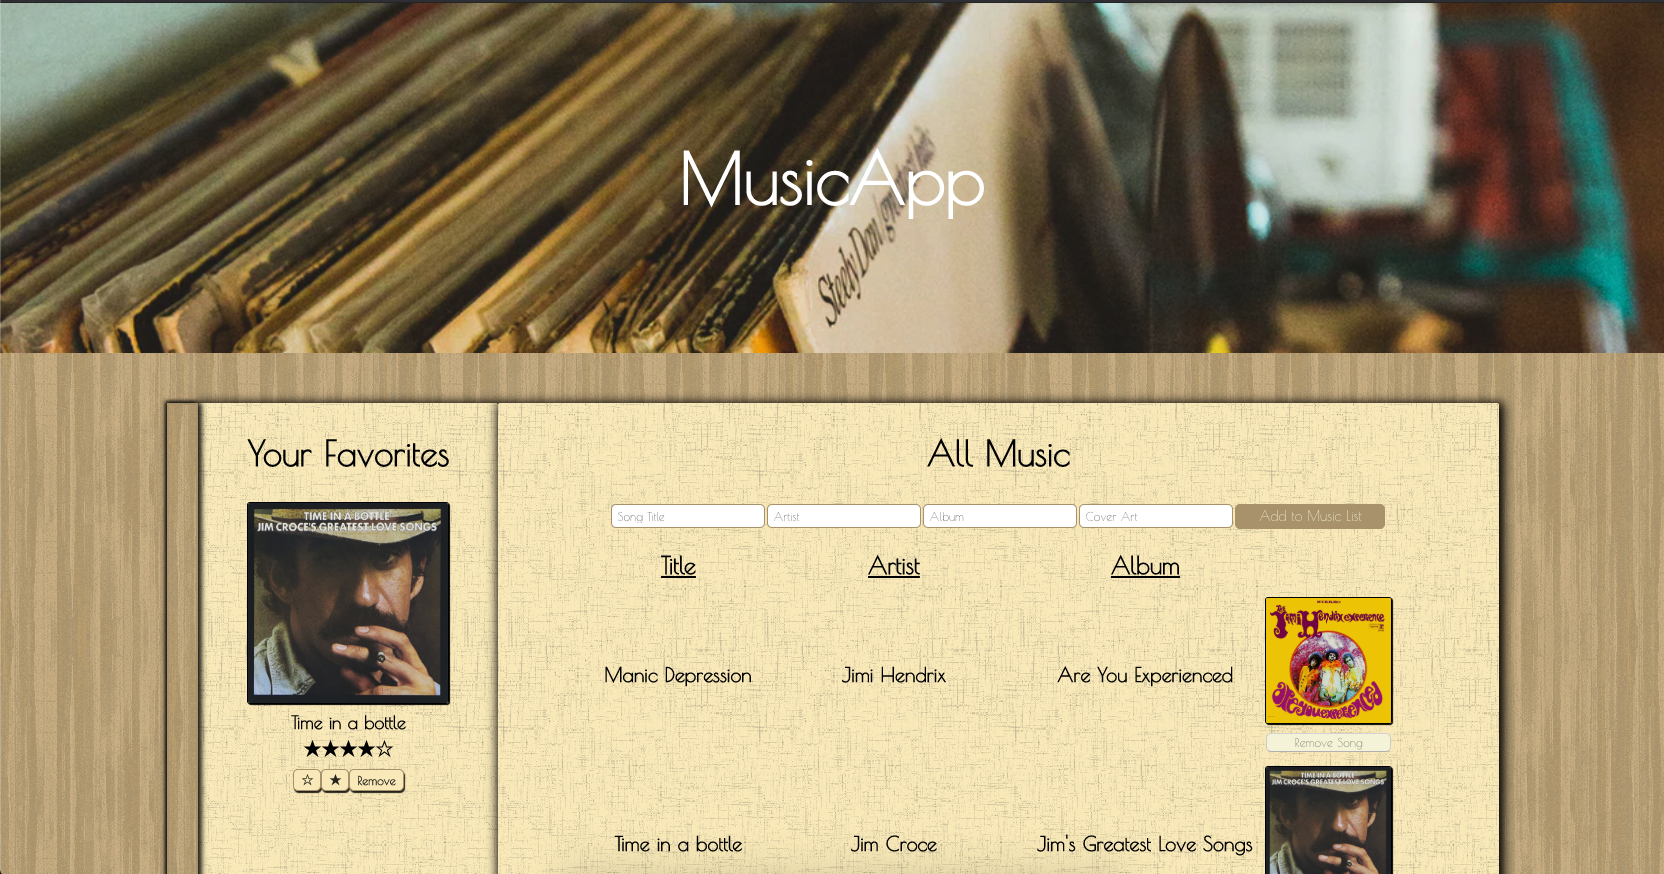 MusicApp
Steely Dan/greatest hits
Your Favorites
TIME IN A BOTTLE
JIM CROCE'S GREATEST LOVE SONGS
Time in a bottle
★★★★☆
☆ ★ Remove
All Music
Song Title Artist Album Cover Art Add to Music List
Title Artist Album
Manic Depression Jimi Hendrix Are You Experienced
The Jimi Hendrix experience
are you experienced
Remove Song
Time in a bottle Jim Croce Jim's Greatest Love Songs
TIME IN A BOTTLE
JIM CROCE'S GREATEST LOVE SONGS